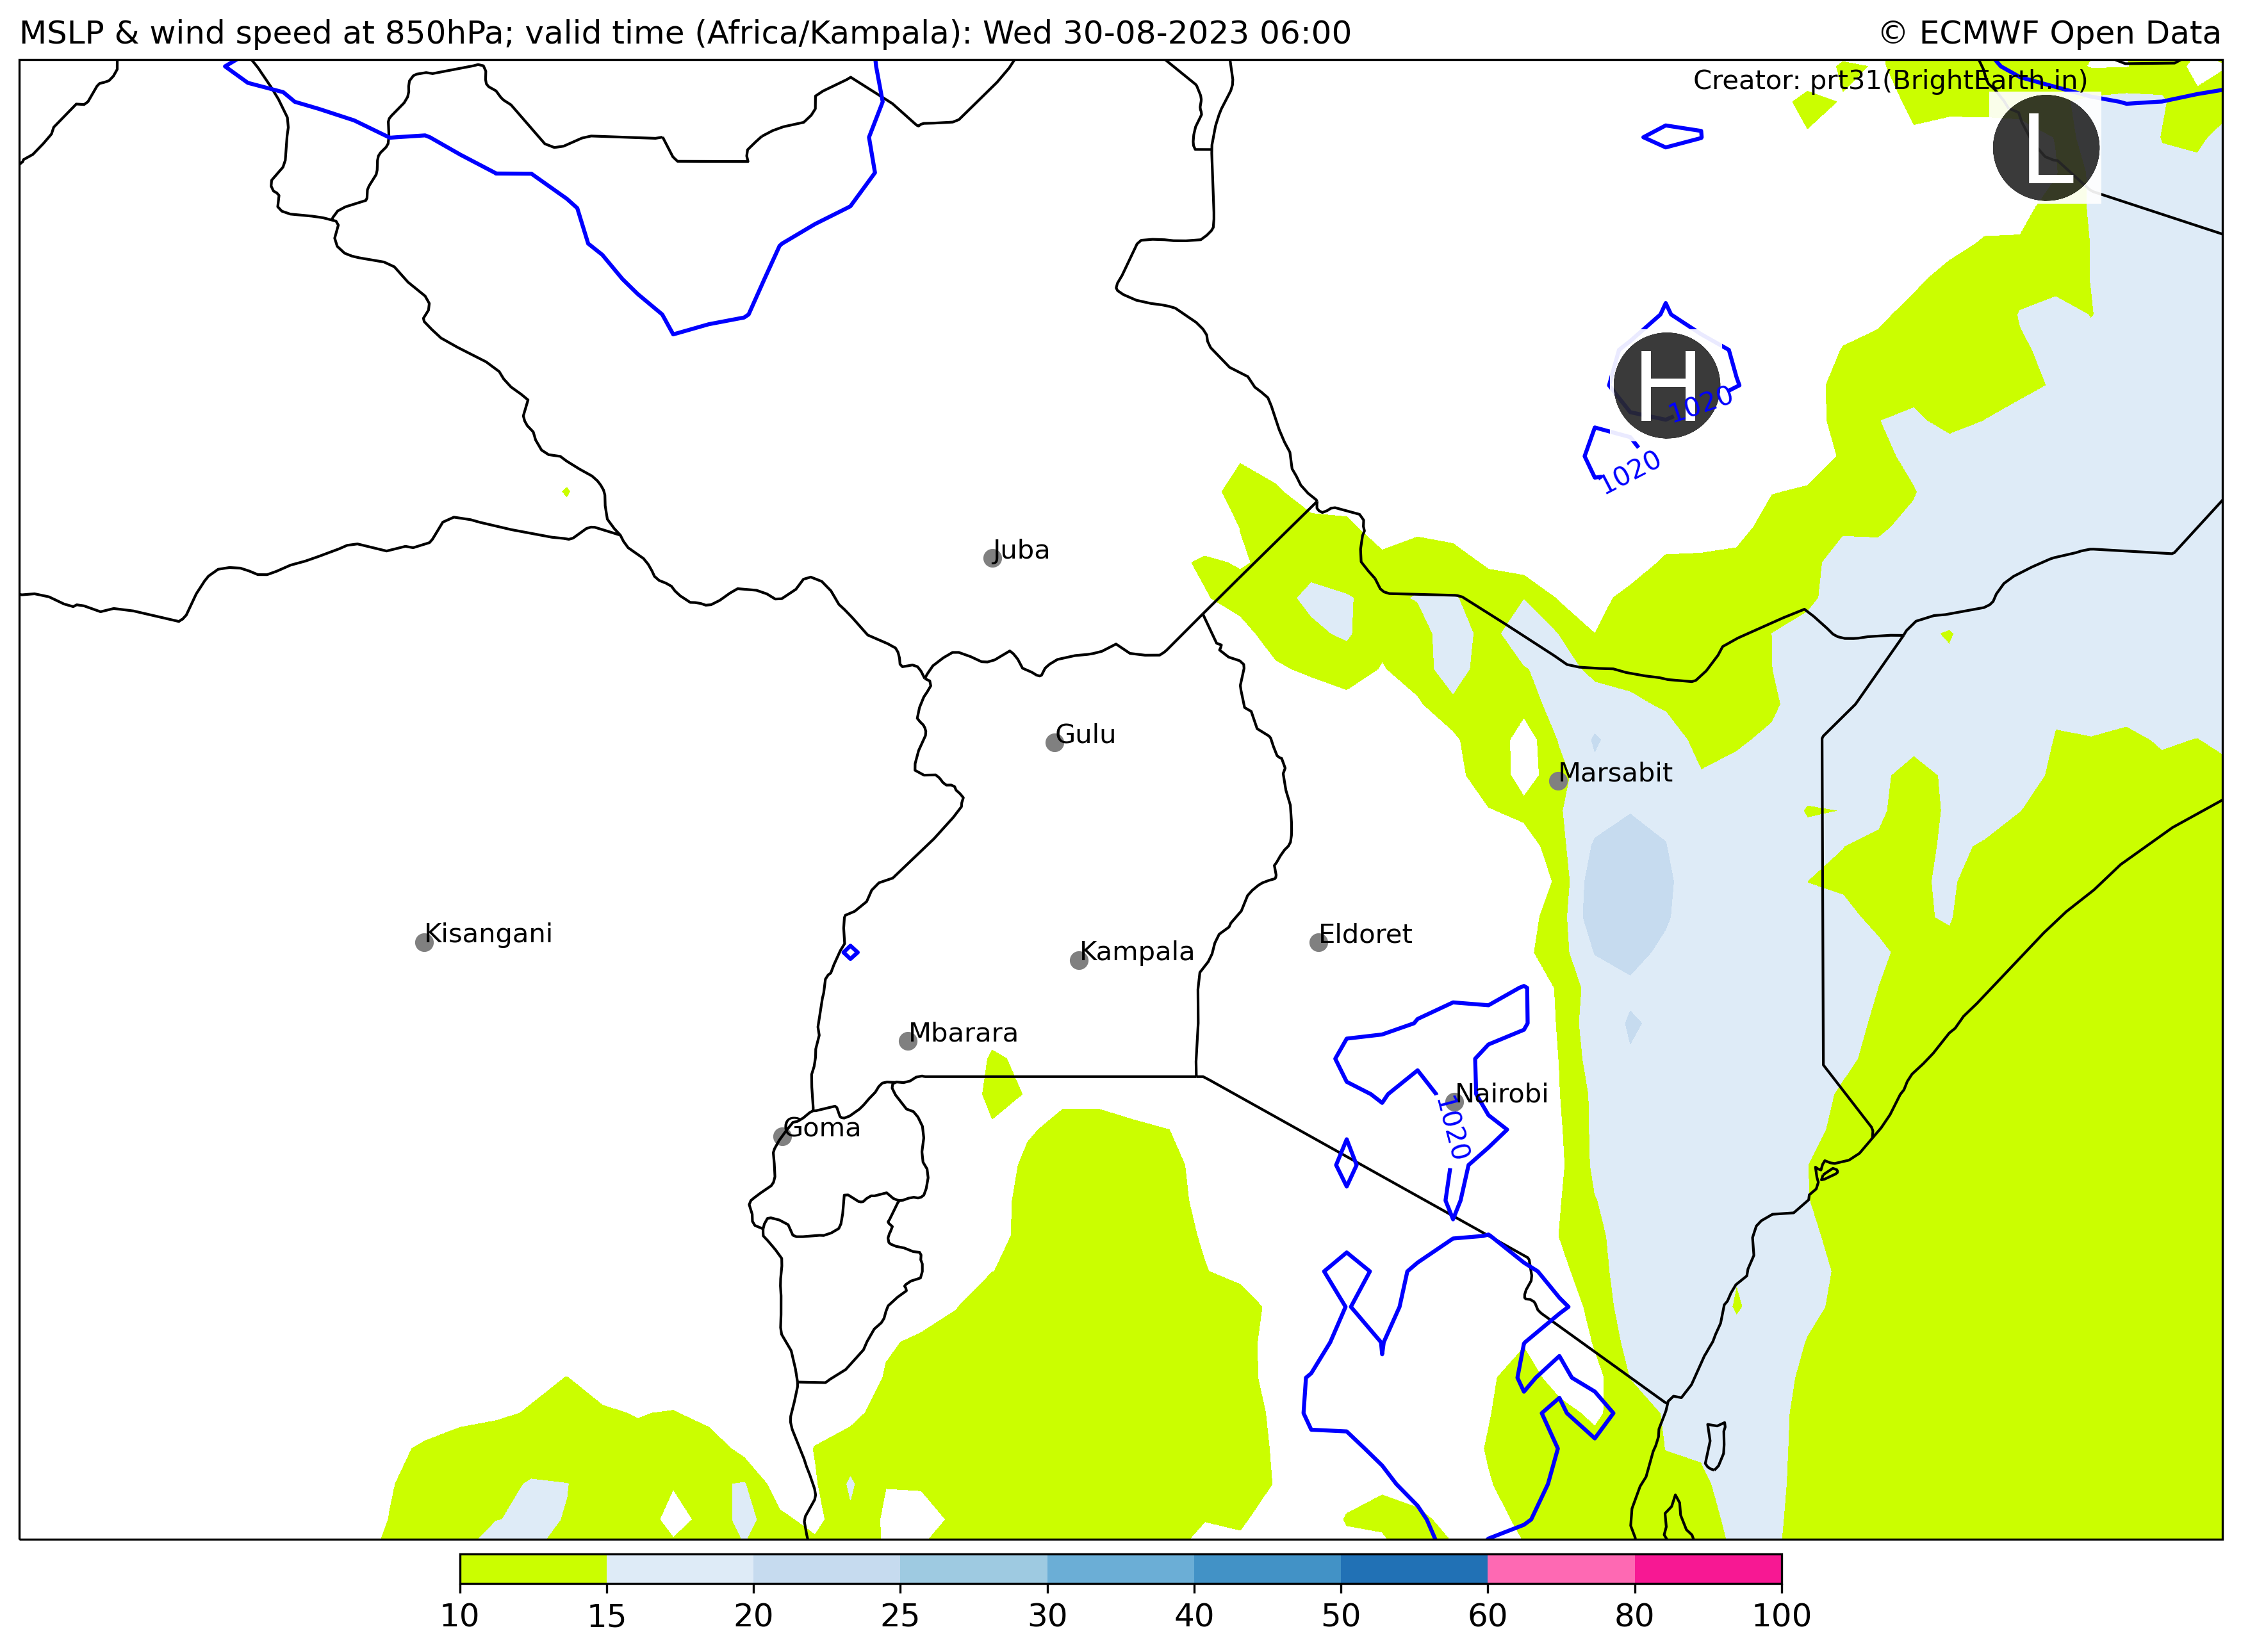 MSLP & wind speed at 850hPa; valid time (Africa/Kampala): Wed 30-08-2023 06:00
© ECMWF Open Data
Creator: prt31(BrightEarth.in)
L
H
1020
1020
Juba
Gulu
Marsabit
Kisangani
Eldoret
Kampala
Mbarara
Nairobi
1020
Goma
10 15 20 25 30 40 50 60 80 100